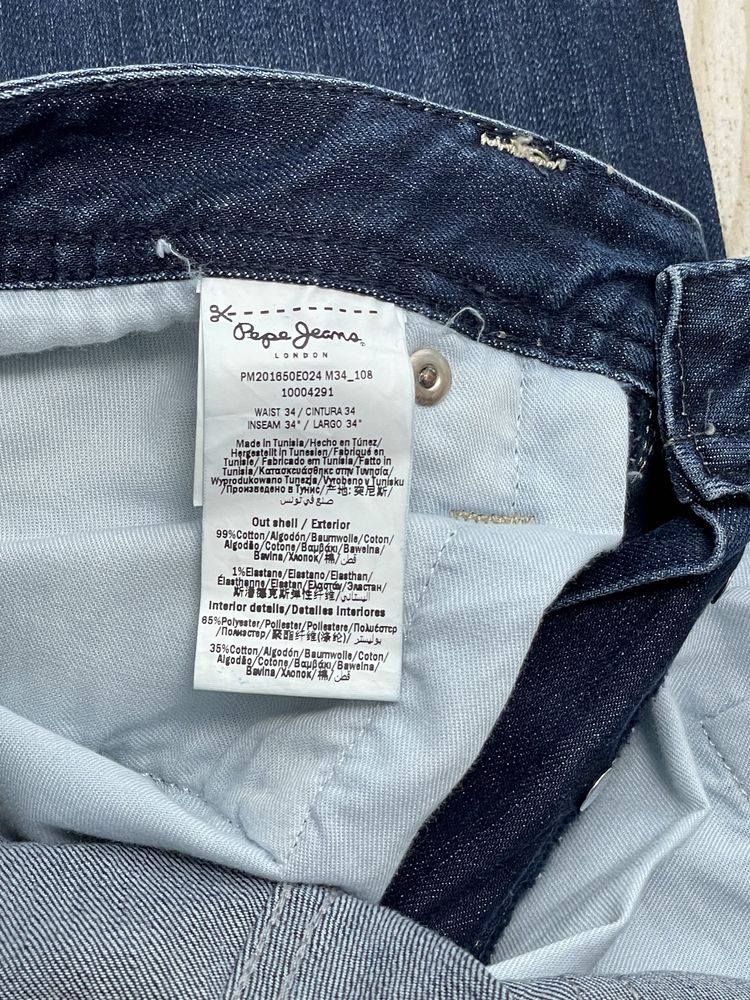 Pepe Jeans
LONDON
PM201650E024 M34_108
10004291
WAIST 34 / CINTURA 34
INSEAM 34" / LARGO 34"
Made in Tunisia/Hecho en Túnez/
Hergestellt in Tunesien/Fabriqué en
Tunisie/ Fabricado em Tunísia/Fatto in
Tunisia/Κατασκευάσθηκε στην Τυνησία/
Wyprodukowano Tunezja/Vyrobeno v Tunisku
/Произведено в Тунис/产地: 突尼斯/
صنع في تونس
Out shell / Exterior
99%Cotton/Algodón/Baumwolle/Coton/
Algodão/Cotone/Βαμβάκι/Bawełna/
Bavlna/Хлопок/棉/قطن
1%Elastane/Elastano/Elasthan/
Élasthanne/Elastan/Ελαστάν/Эластан/
斯潘德克斯弹性纤维/
Interior details/Detalles interiores
65%Polyester/Poliester/Poliestere/Πολυέστερ
/Полиэстер/聚酯纤维(涤纶)/بوليستر
35%Cotton/Algodón/Baumwolle/Coton/
Algodão/Cotone/Βαμβάκι/Bawełna/
Bavlna/Хлопок/棉/قطن